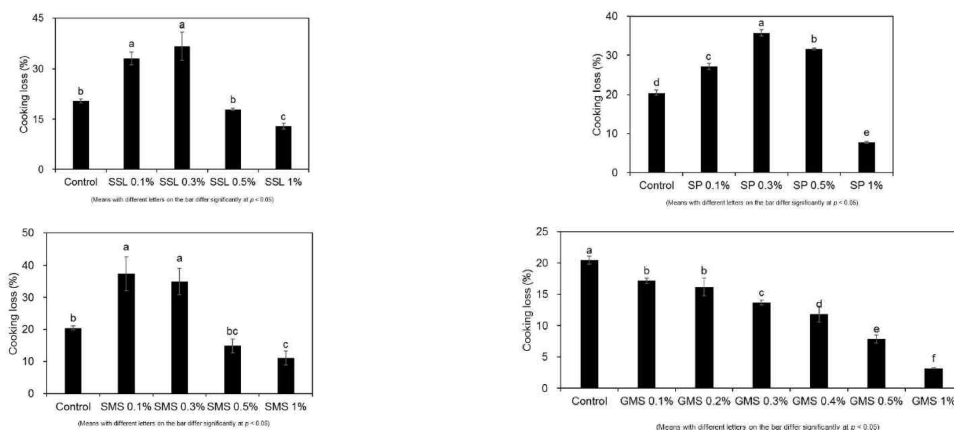 45
30
15
0
Cooking loss (%)
b
a
a
b
c
Control SSL 0.1% SSL 0.3% SSL 0.5% SSL 1%
(Means with different letters on the bar differ significantly at p < 0.05)
40
30
20
10
0
Cooking loss (%)
d
c
a
b
e
Control SP 0.1% SP 0.3% SP 0.5% SP 1%
(Means with different letters on the bar differ significantly at p < 0.05)
50
40
30
20
10
0
Cooking loss (%)
b
a
a
bc
c
Control SMS 0.1% SMS 0.3% SMS 0.5% SMS 1%
(Means with different letters on the bar differ significantly at p < 0.05)
25
20
15
10
5
0
Cooking loss (%)
a
b
b
c
d
e
f
Control GMS 0.1% GMS 0.2% GMS 0.3% GMS 0.4% GMS 0.5% GMS 1%
(Means with different letters on the bar differ significantly at p < 0.05)